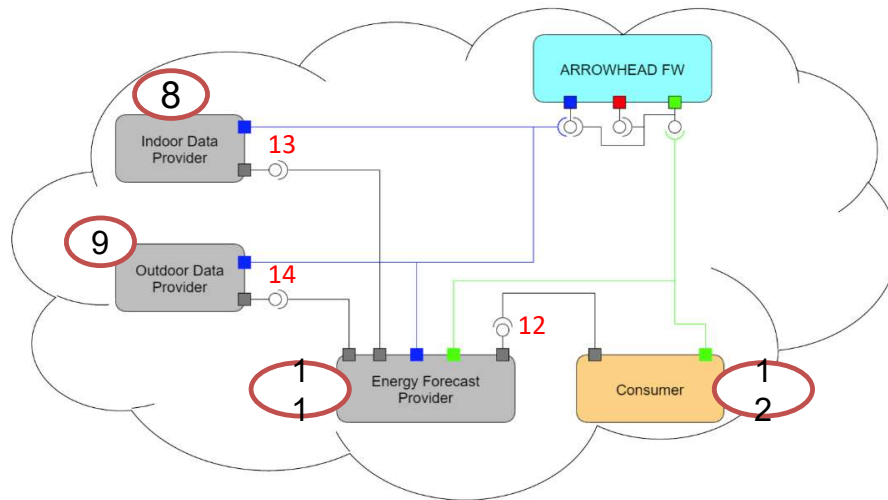 ARROWHEAD FW
8
Indoor Data
Provider
13
9
Outdoor Data
Provider
14
12
1
1
Energy Forecast
Provider
Consumer
1
2